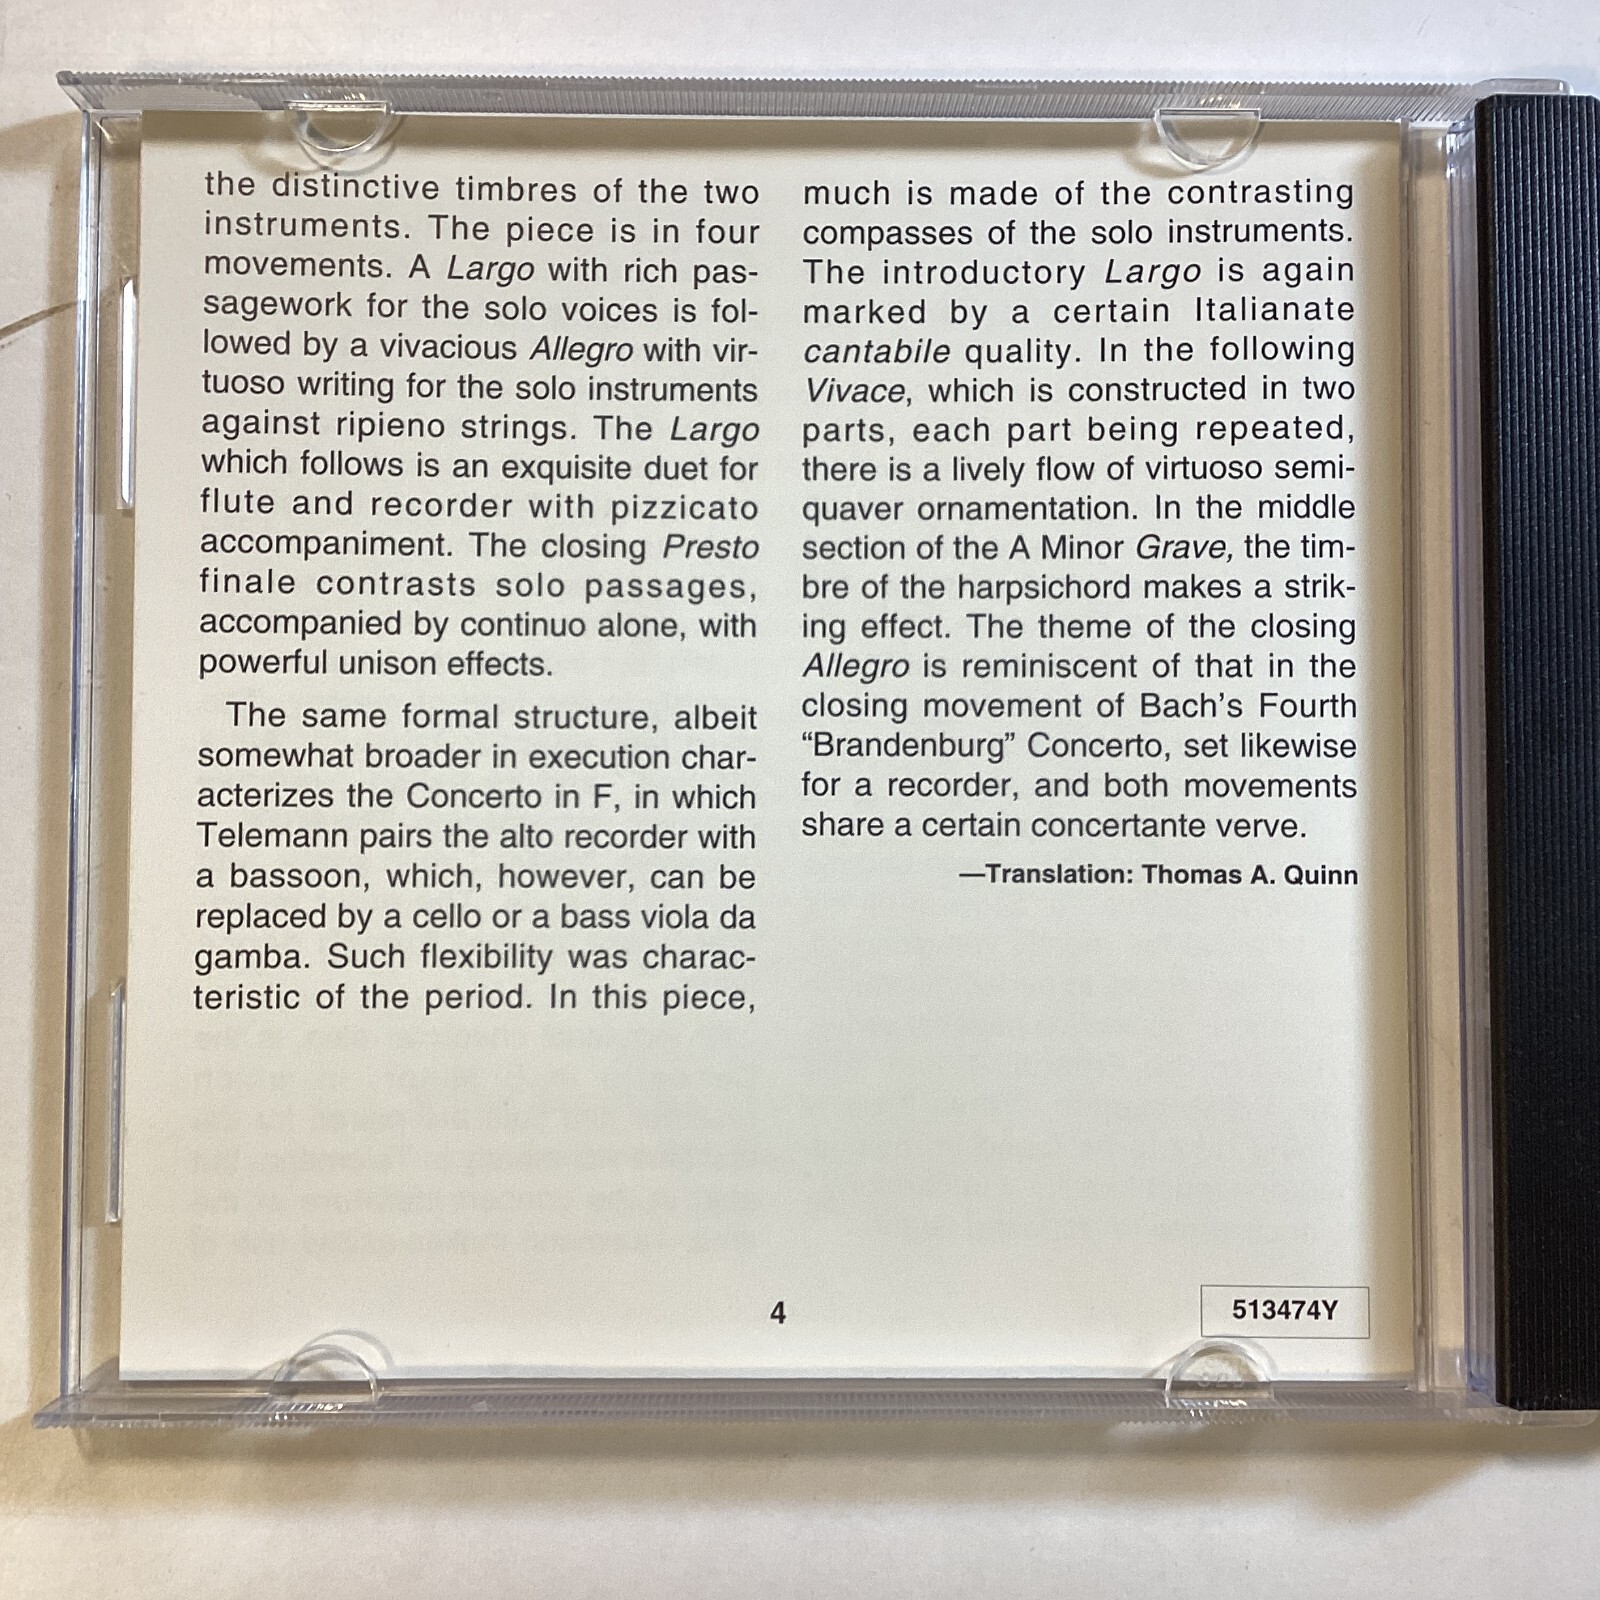 the distinctive timbres of the two
instruments. The piece is in four
movements. A Largo with rich pas-
sagework for the solo voices is fol-
lowed by a vivacious Allegro with vir-
tuoso writing for the solo instruments
against ripieno strings. The Largo
which follows is an exquisite duet for
flute and recorder with pizzicato
accompaniment. The closing Presto
finale contrasts solo passages,
accompanied by continuo alone, with
powerful unison effects.
The same formal structure, albeit
somewhat broader in execution char-
acterizes the Concerto in F, in which
Telemann pairs the alto recorder with
a bassoon, which, however, can be
replaced by a cello or a bass viola da
gamba. Such flexibility was charac-
teristic of the period. In this piece,
much is made of the contrasting
compasses of the solo instruments.
The introductory Largo is again
marked by a certain Italianate
cantabile quality. In the following
Vivace, which is constructed in two
parts, each part being repeated,
there is a lively flow of virtuoso semi-
quaver ornamentation. In the middle
section of the A Minor Grave, the tim-
bre of the harpsichord makes a strik-
ing effect. The theme of the closing
Allegro is reminiscent of that in the
closing movement of Bach's Fourth
“Brandenburg” Concerto, set likewise
for a recorder, and both movements
share a certain concertante verve.
—Translation: Thomas A. Quinn
4
513474Y